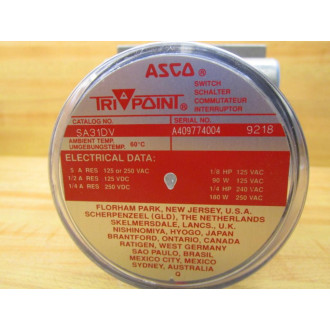 ASCO ®
SWITCH
SCHALTER
COMMUTATEUR
INTERRUPTOR
TRI POINT ®
CATALOG NO.
SERIAL NO.
SA31DV
A409774004 9218
AMBIENT TEMP.
UMGEBUNGSTEMP. 60°C
ELECTRICAL DATA:
5 A RES 125 or 250 VAC
1/2 A RES 125 VDC
1/4 A RES 250 VDC
1/8 HP 125 VAC
90 W 125 VAC
1/4 HP 240 VAC
180 W 250 VAC
FLORHAM PARK, NEW JERSEY, U.S.A.
SCHERPENZEEL (GLD), THE NETHERLANDS
SKELMERSDALE, LANCS., U.K.
NISHINOMIYA, HYOGO, JAPAN
BRANTFORD, ONTARIO, CANADA
RATIGEN, WEST GERMANY
SAO PAULO, BRASIL
MEXICO CITY, MEXICO
SYDNEY, AUSTRALIA